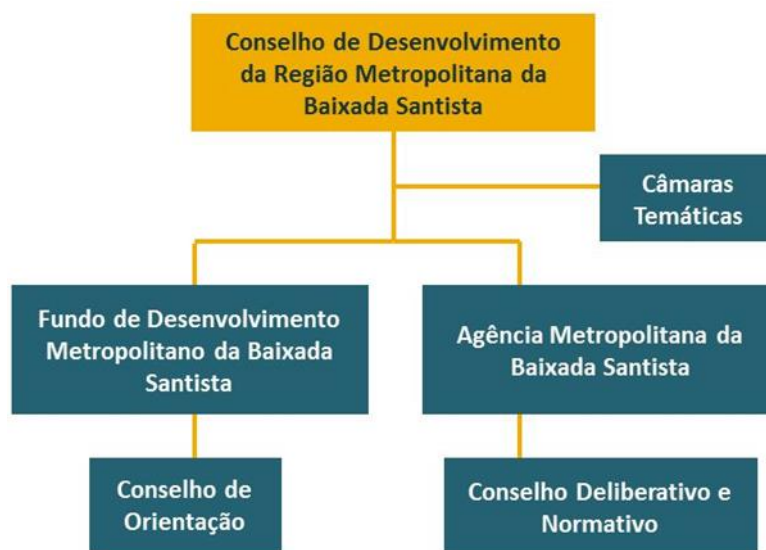 Conselho de Desenvolvimento
da Região Metropolitana da
Baixada Santista
Câmaras
Temáticas
Fundo de Desenvolvimento
Metropolitano da Baixada
Santista
Agência Metropolitana da
Baixada Santista
Conselho de
Orientação
Conselho Deliberativo e
Normativo